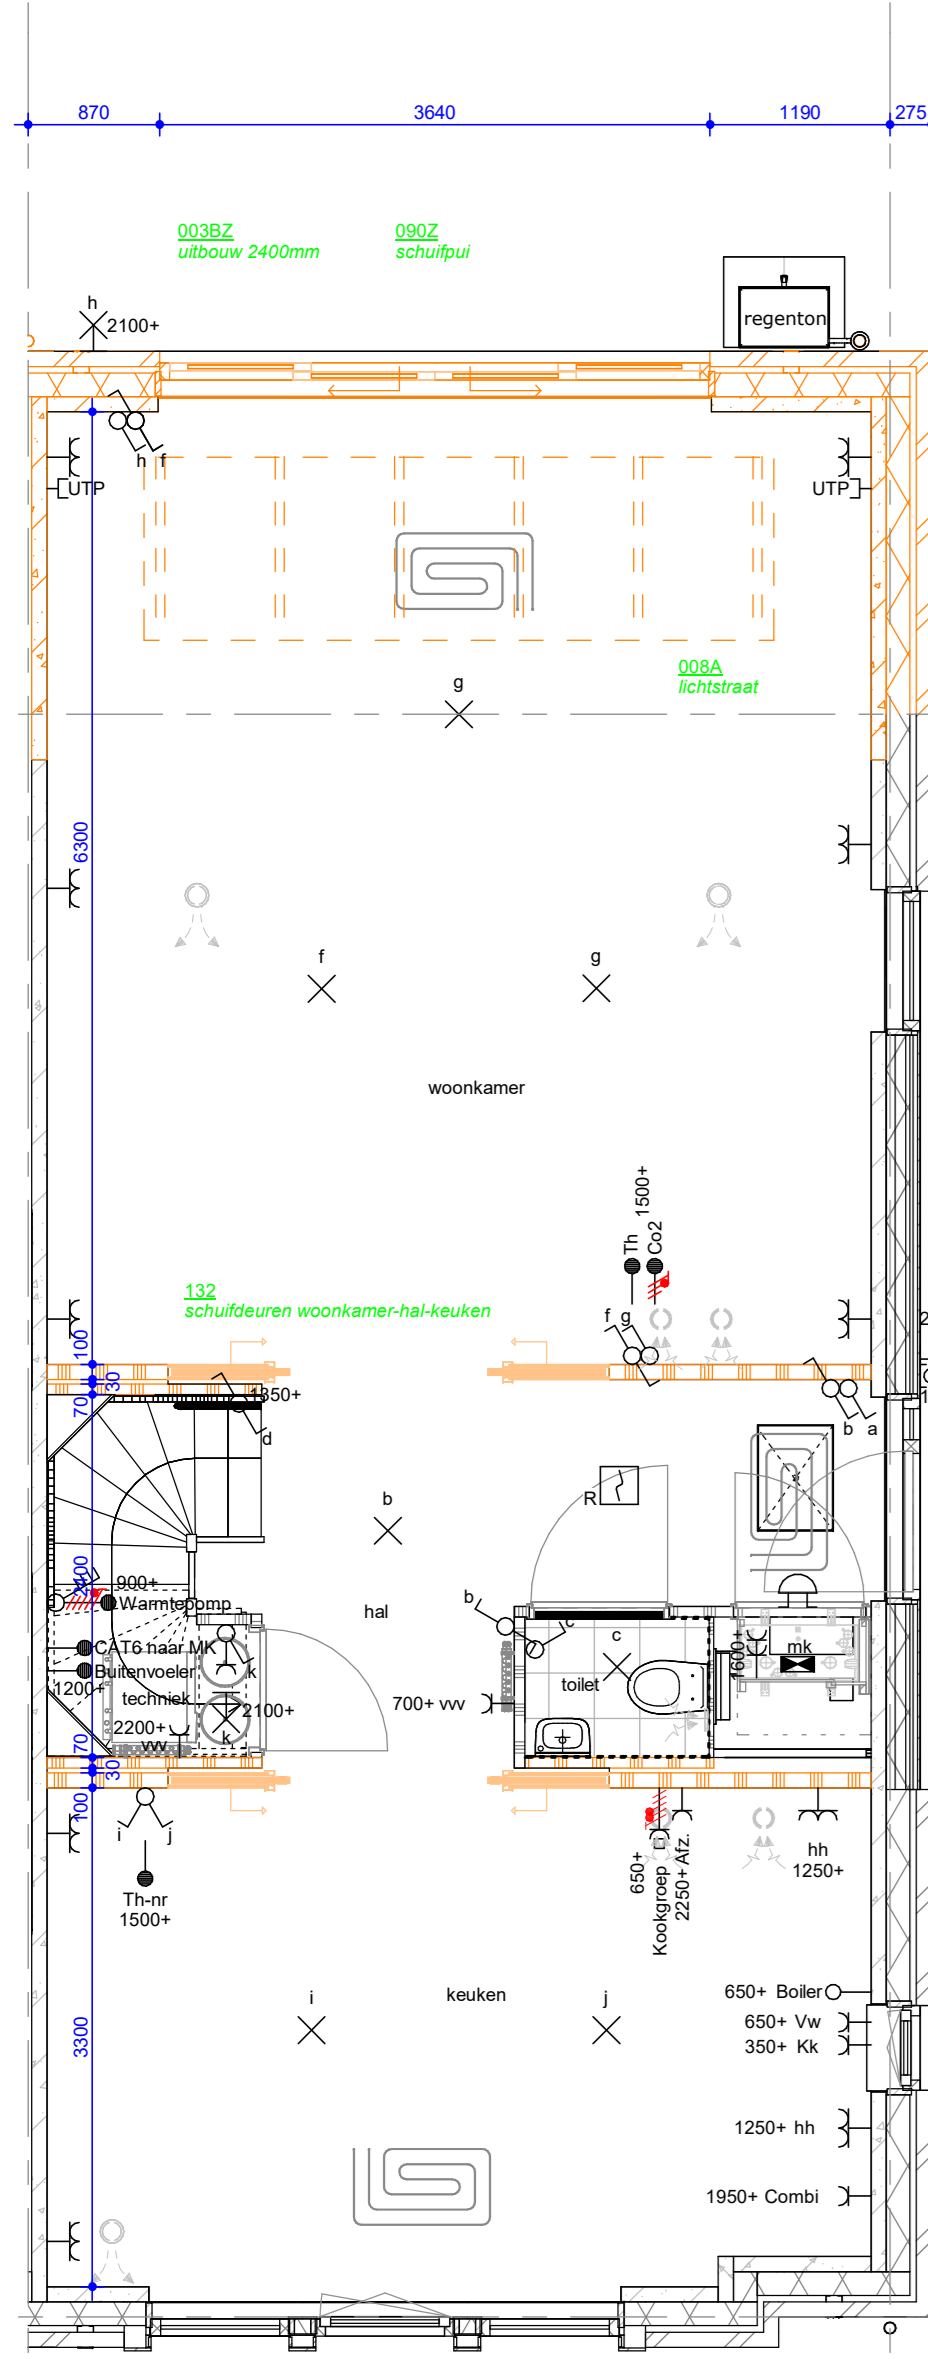 870
3640
1190
275
003BZ
uitbouw 2400mm
090Z
schuifpui
h
2100+
regenton
h
f
UTP
UTP
008A
lichtstraat
g
6300
f
g
woonkamer
Th
1500+
Co2
132
schuifdeuren woonkamer-hal-keuken
f g
100
30
70
1350+
d
b a
b
R
2400
900+
Warmtepomp
hal
b
c
c
CAT6 naar MK
Buitenvoeler
1200+
k
techniek
2100+
2200+
vvv
k
700+ vvv
toilet
1600+
mk
70
30
100
i
j
Th-nr
1500+
650+
Kookgroep
2250+ Afz.
hh
1250+
650+ Boiler
650+ Vw
350+ Kk
i
keuken
j
3300
1250+ hh
1950+ Combi